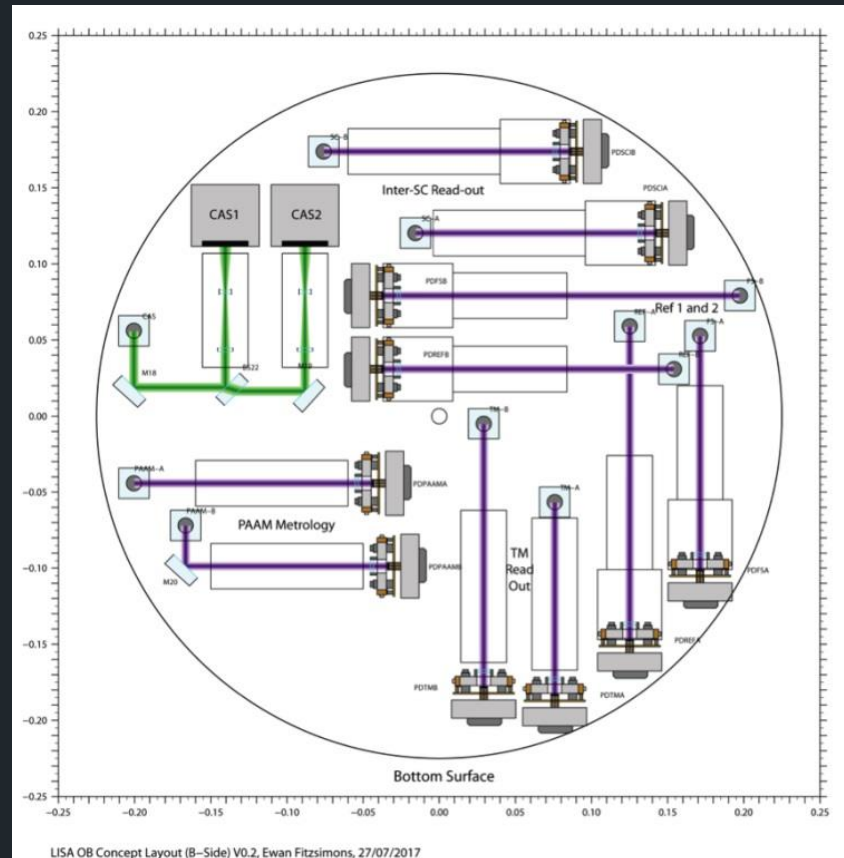 0.25
0.20
0.15
0.10
0.05
0.00
−0.05
−0.10
−0.15
−0.20
−0.25
SC-B
PDSCIB
Inter-SC Read-out
PDSCIA
CAS1
CAS2
SC-A
PDFSB
FS-B
Ref 1 and 2
CAS
REF-A
FS-A
PDREFB
M18
BS22
TM-B
PAAM-A
PDPAAMA
TM-A
PAAM-B
PAAM Metrology
TM
Read
Out
M20
PDPAAMB
PDFSA
PDREFA
PDTMB
PDTMA
Bottom Surface
−0.25 −0.20 −0.15 −0.10 −0.05 0.00 0.05 0.10 0.15 0.20 0.25
LISA OB Concept Layout (B−Side) V0.2, Ewan Fitzsimons, 27/07/2017